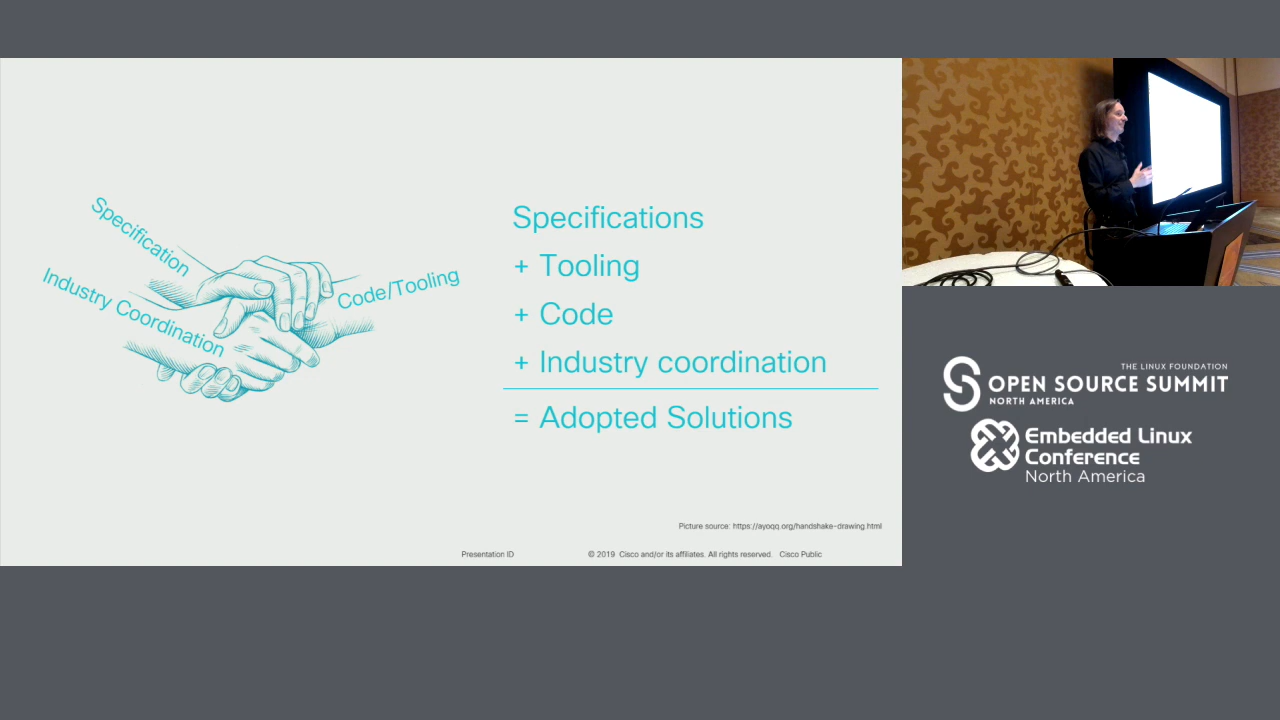 Specification
Industry Coordination
Code/Tooling
Specifications
+ Tooling
+ Code
+ Industry coordination
= Adopted Solutions
Picture source: https://ayoqq.org/handshake-drawing.html
Presentation ID
© 2019 Cisco and/or its affiliates. All rights reserved. Cisco Public
THE LINUX FOUNDATION
OPEN SOURCE SUMMIT
NORTH AMERICA
Embedded Linux
Conference
North America